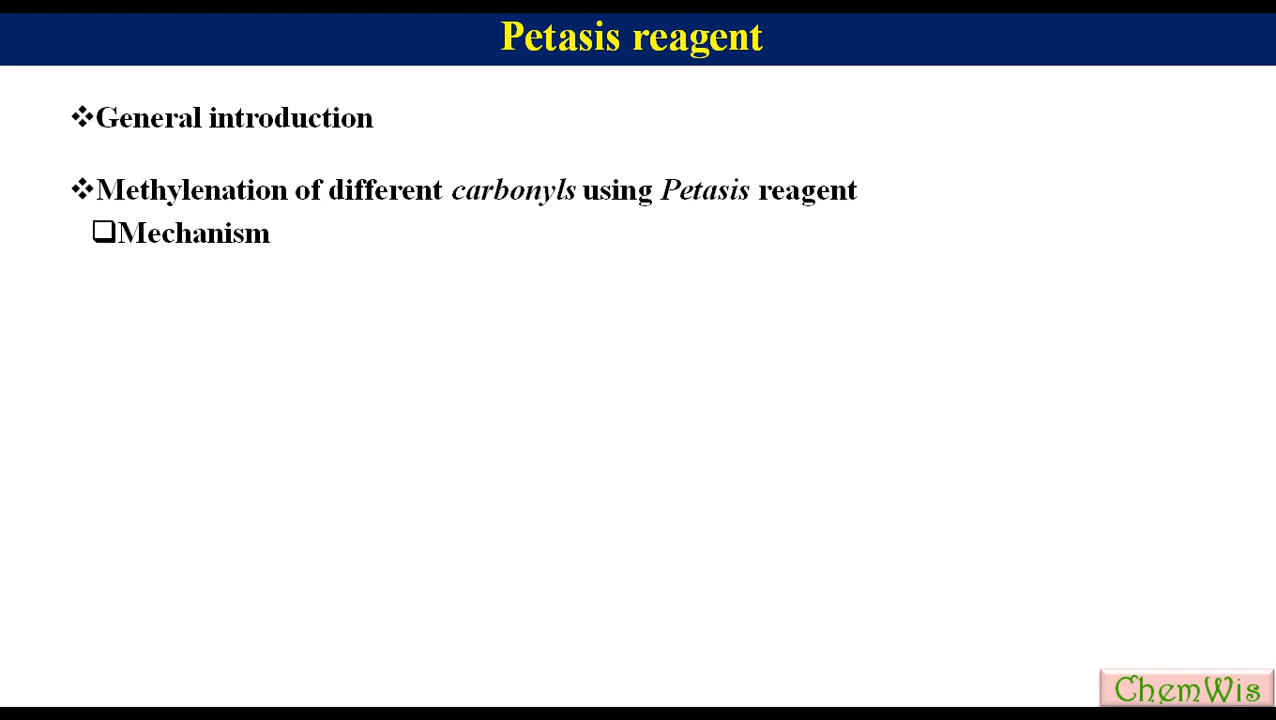 Petasis reagent
❖General introduction
❖Methylenation of different carbonyls using Petasis reagent
❑Mechanism
ChemWis